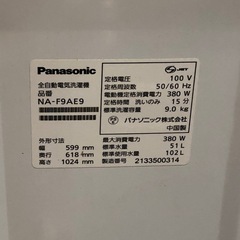 Panasonic
全自動電気洗濯機
品番
NA-F9AE9
外形寸法
幅 599 mm
奥行 618 mm
高さ 1024 mm
JET
定格電圧 100 V
定格周波数 50/60 Hz
定格電動機消費電力 380 W
定格時間 洗いのみ 15 分
標準洗濯容量 9.0 kg
パナソニック株式会社
中国製
最大消費電力 380 W
標準水量 51 L
標準使用水量 102 L
2133500314